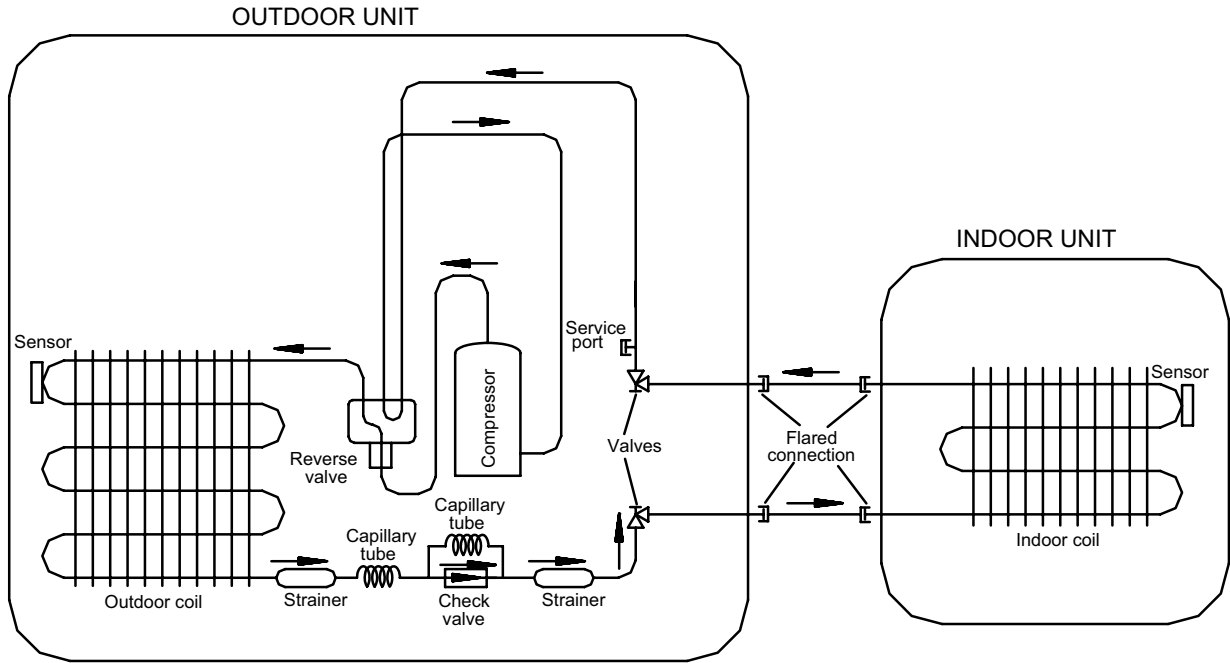 OUTDOOR UNIT
INDOOR UNIT
Service
port
Sensor
Sensor
Compressor
Reverse
valve
Valves
Flared
connection
Capillary
tube
Capillary
tube
Outdoor coil
Strainer
Check
valve
Strainer
Indoor coil